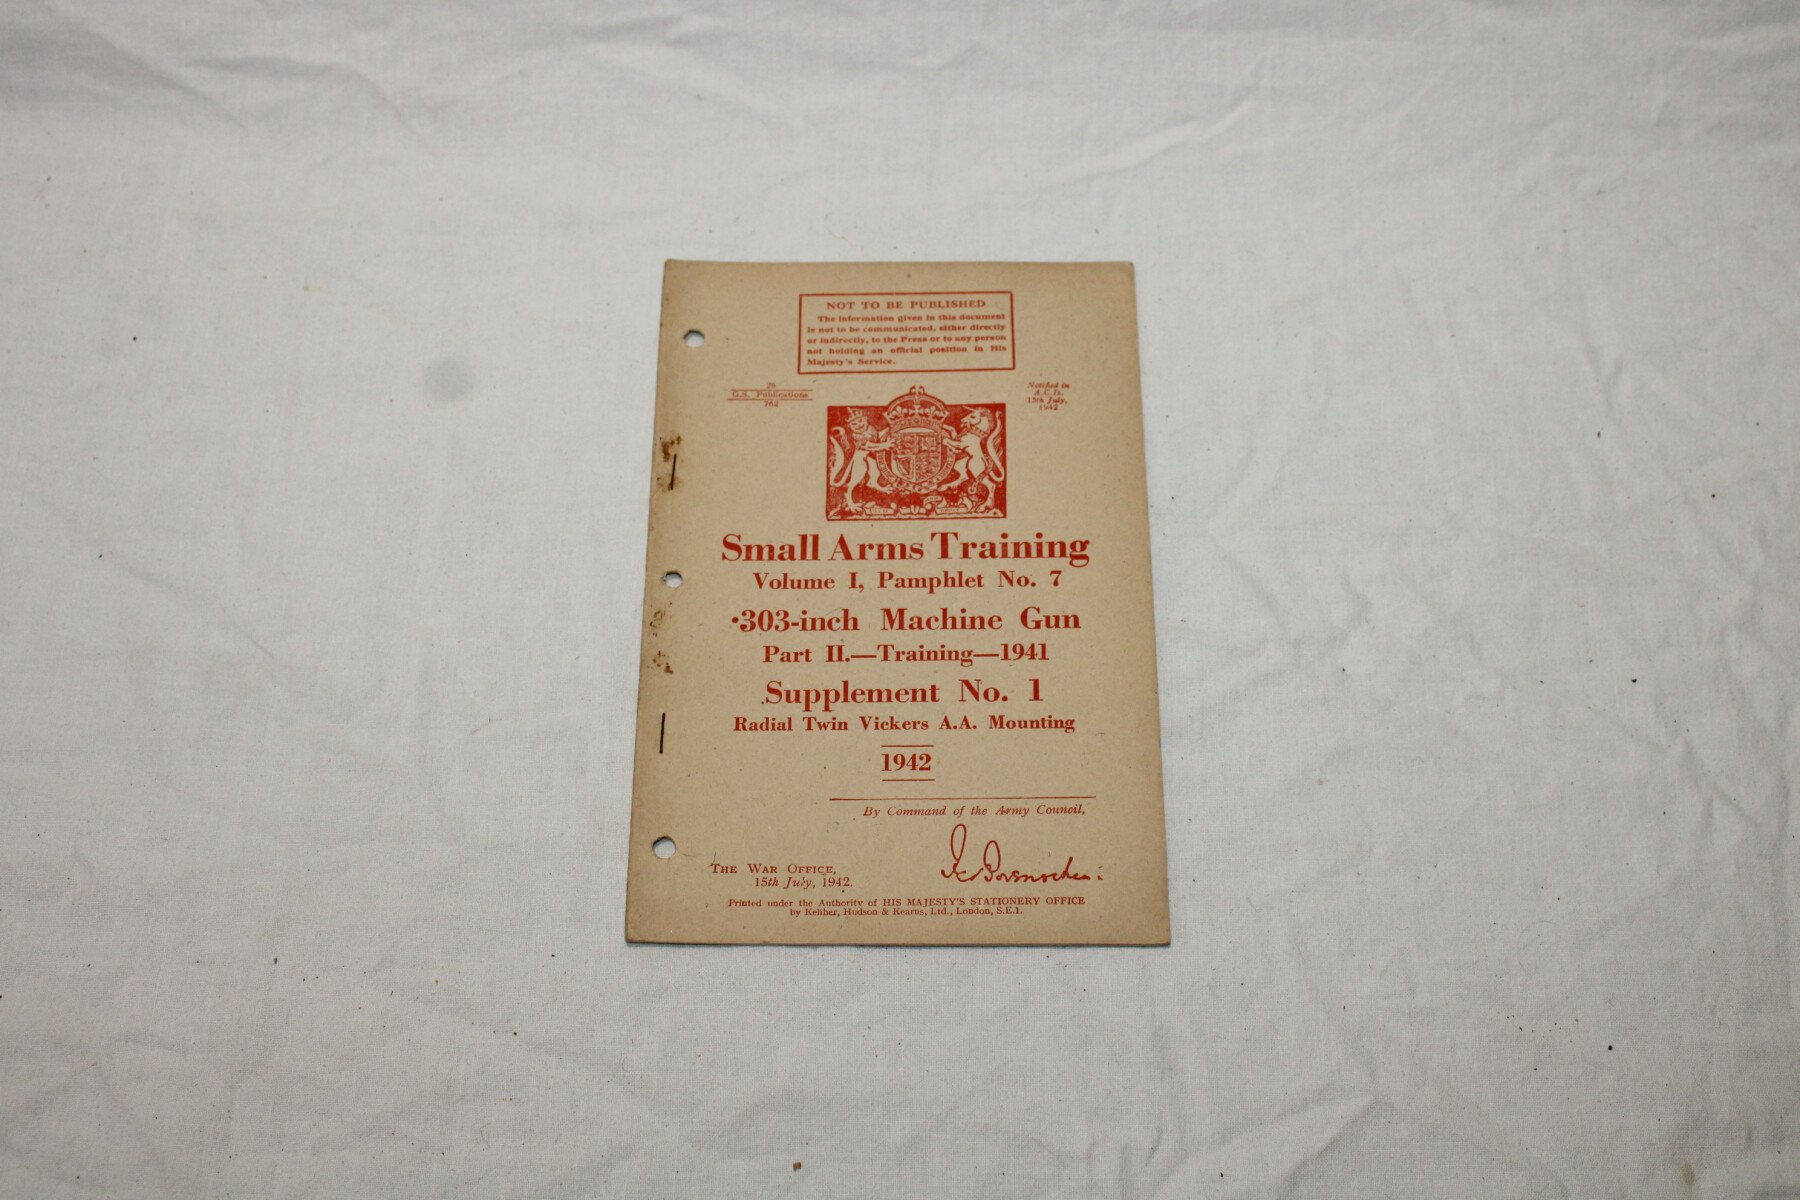 NOT TO BE PUBLISHED
The information given in this document
is not to be communicated, either directly
or indirectly, to the Press or to any person
not holding an official position in His
Majesty's Service.
26
G.S. Publications
762
Notified in
A.C.Is.
15th July,
1942
Small Arms Training
Volume I, Pamphlet No. 7
·303-inch Machine Gun
Part II.—Training—1941
Supplement No. 1
Radial Twin Vickers A.A. Mounting
1942
By Command of the Army Council,
THE WAR OFFICE,
15th July, 1942.
Printed under the Authority of HIS MAJESTY'S STATIONERY OFFICE
by Keliher, Hudson & Kearns, Ltd., London, S.E.1.